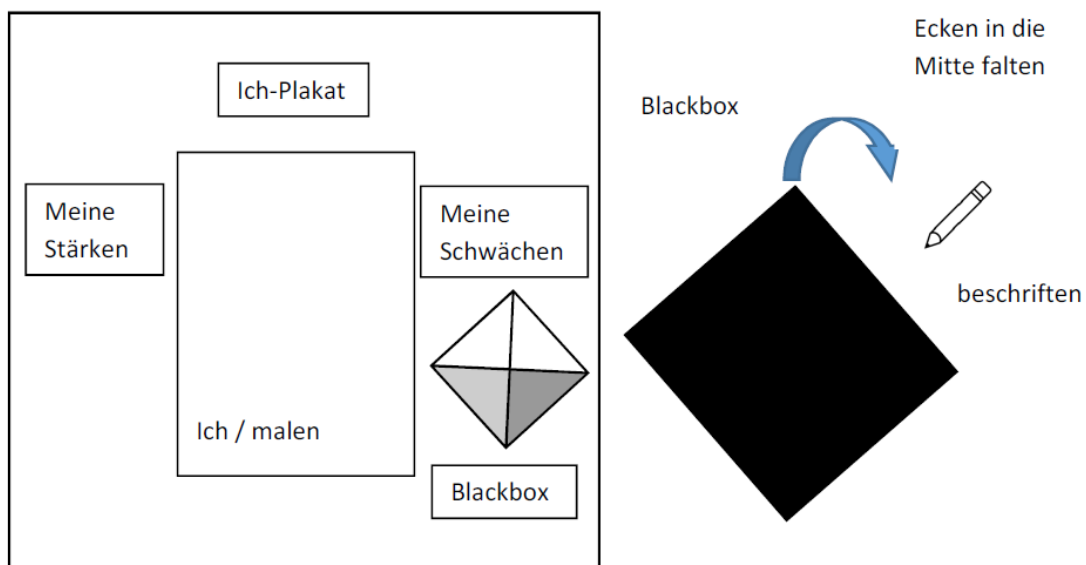 Ich-Plakat
Meine
Stärken
Meine
Schwächen
Ich / malen
Blackbox
Ecken in die
Mitte falten
Blackbox
beschriften